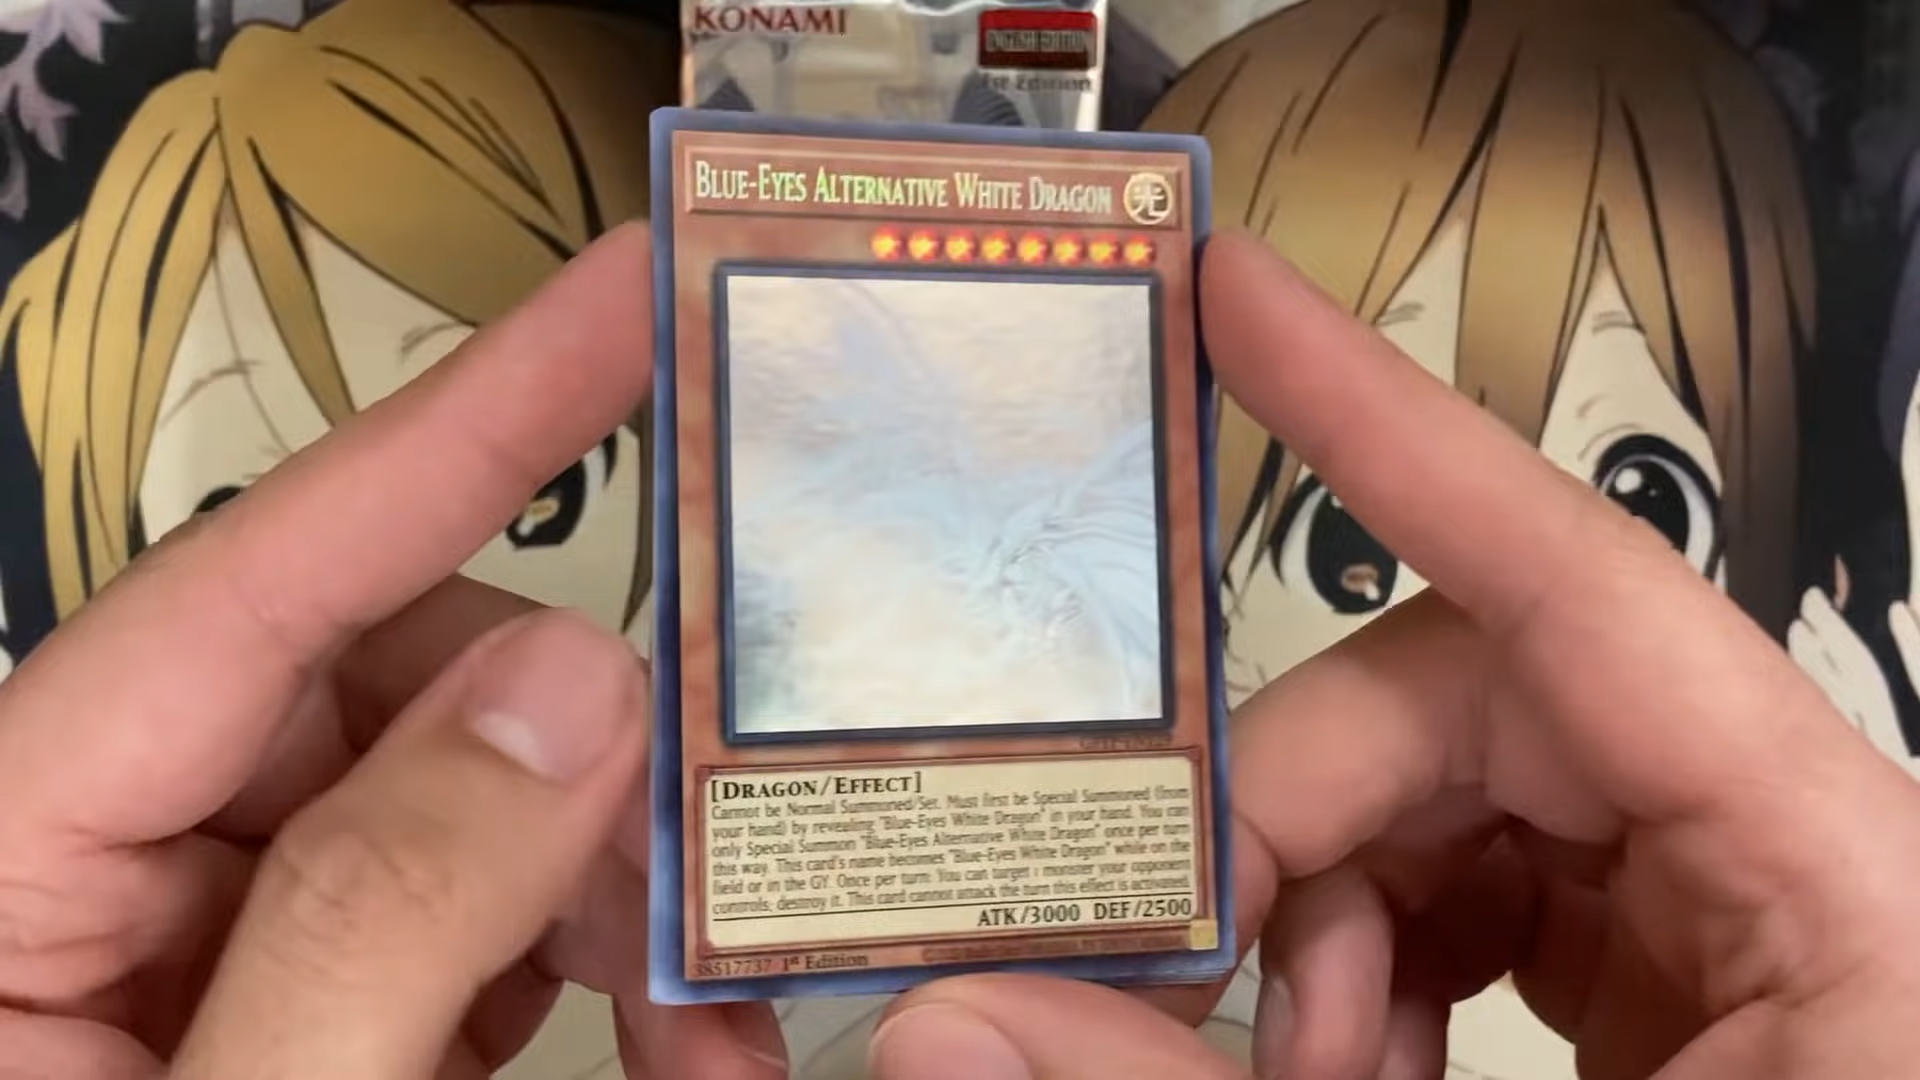 KONAMI
ENGLISH EDITION
1st Edition
BLUE-EYES ALTERNATIVE WHITE DRAGON
光
[DRAGON/EFFECT]
Cannot be Normal Summoned/Set. Must first be Special Summoned (from
your hand) by revealing "Blue-Eyes White Dragon" in your hand. You can
only Special Summon "Blue-Eyes Alternative White Dragon" once per turn
this way. This card's name becomes "Blue-Eyes White Dragon" while on the
field or in the GY. Once per turn: You can target 1 monster your opponent
controls; destroy it. This card cannot attack the turn this effect is activated.
ATK/3000 DEF/2500
38517737 1st Edition